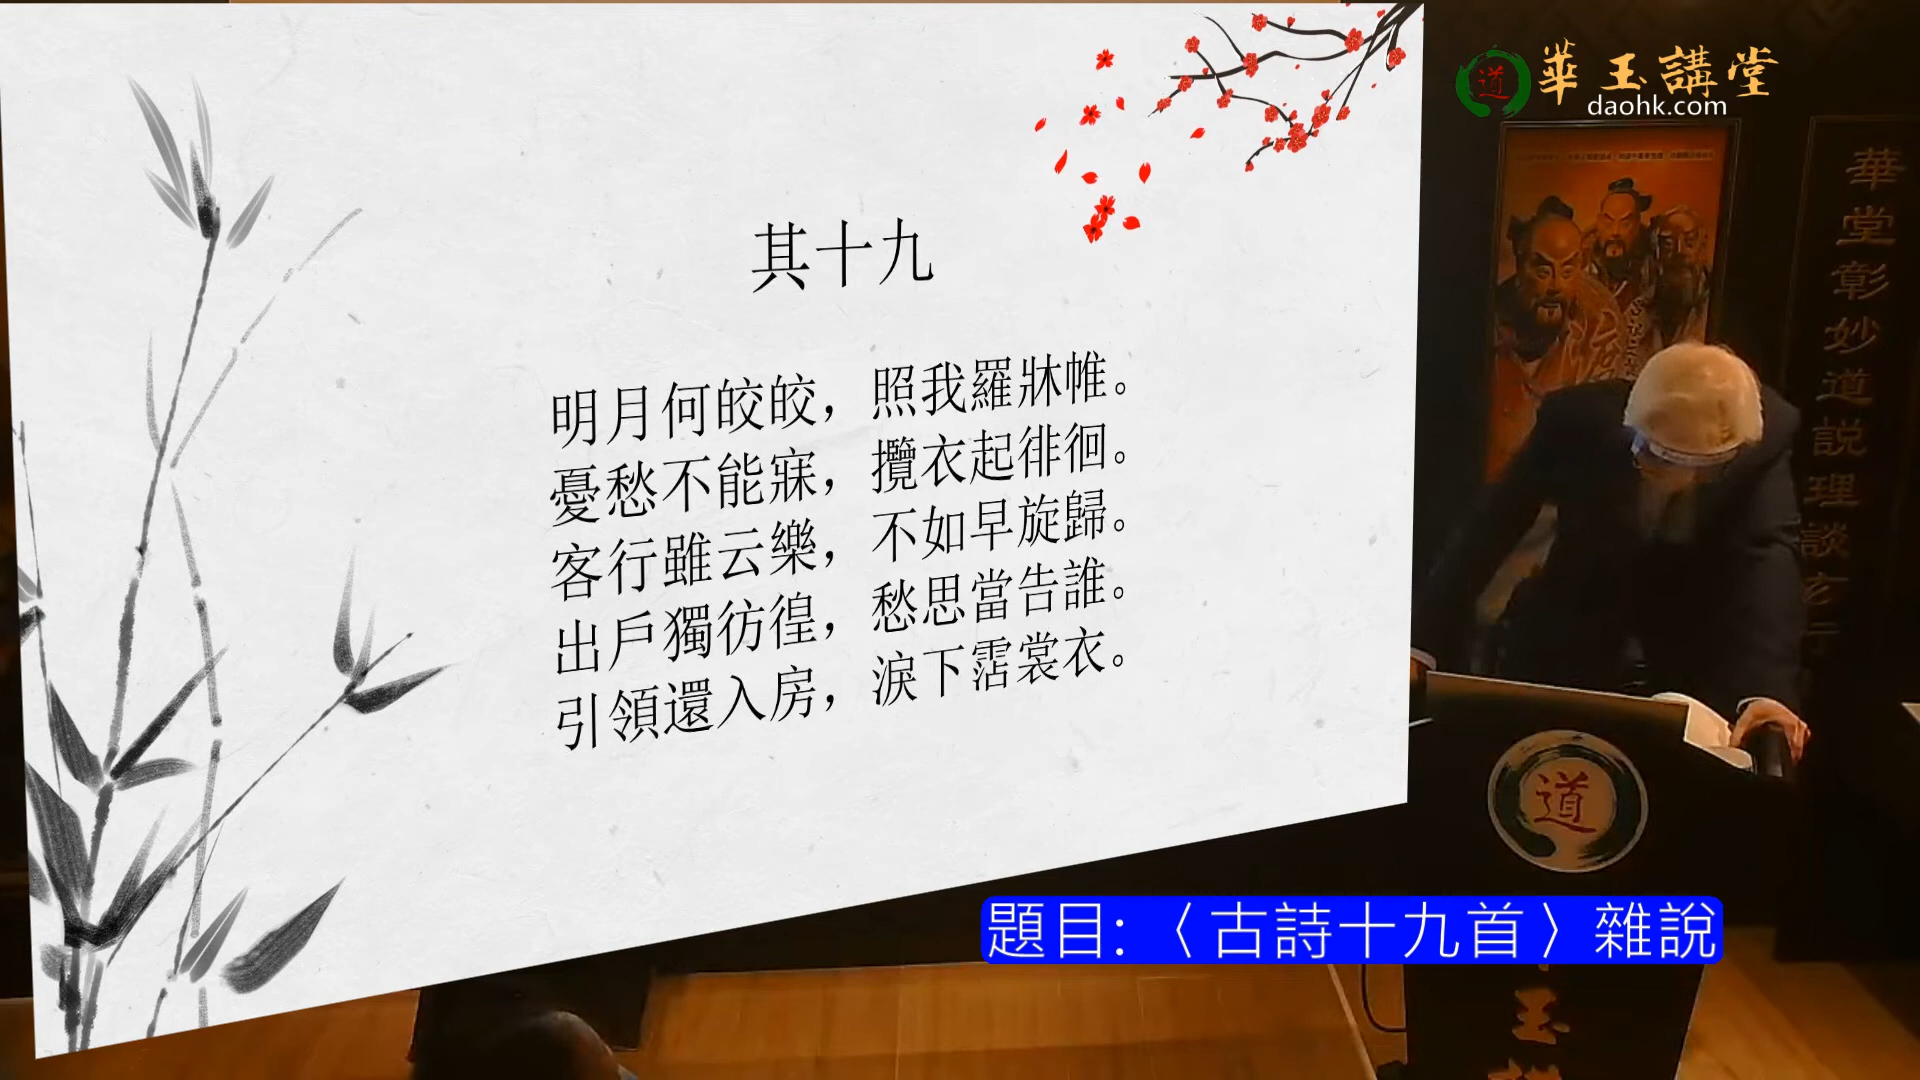 其十九
明月何皎皎，照我羅牀帷。
憂愁不能寐，攬衣起徘徊。
客行雖云樂，不如早旋歸。
出戶獨彷徨，愁思當告誰。
引領還入房，淚下霑裳衣。
道
華玉講堂
daohk.com
華堂彰妙道說理談玄
道
題目:〈古詩十九首〉雜說
玉